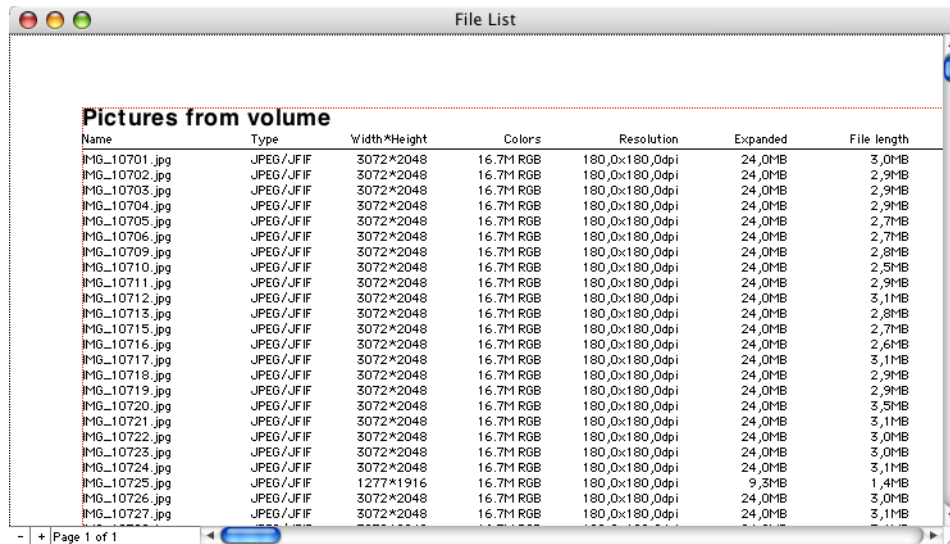 File List
Pictures from volume
Name Type Width*Height Colors Resolution Expanded File length
IMG_10701.jpg JPEG/JFIF 3072*2048 16.7M RGB 180,0x180,0dpi 24,0MB 3,0MB
IMG_10702.jpg JPEG/JFIF 3072*2048 16.7M RGB 180,0x180,0dpi 24,0MB 2,9MB
IMG_10703.jpg JPEG/JFIF 3072*2048 16.7M RGB 180,0x180,0dpi 24,0MB 2,9MB
IMG_10704.jpg JPEG/JFIF 3072*2048 16.7M RGB 180,0x180,0dpi 24,0MB 2,9MB
IMG_10705.jpg JPEG/JFIF 3072*2048 16.7M RGB 180,0x180,0dpi 24,0MB 2,7MB
IMG_10706.jpg JPEG/JFIF 3072*2048 16.7M RGB 180,0x180,0dpi 24,0MB 2,7MB
IMG_10709.jpg JPEG/JFIF 3072*2048 16.7M RGB 180,0x180,0dpi 24,0MB 2,8MB
IMG_10710.jpg JPEG/JFIF 3072*2048 16.7M RGB 180,0x180,0dpi 24,0MB 2,5MB
IMG_10711.jpg JPEG/JFIF 3072*2048 16.7M RGB 180,0x180,0dpi 24,0MB 2,9MB
IMG_10712.jpg JPEG/JFIF 3072*2048 16.7M RGB 180,0x180,0dpi 24,0MB 3,1MB
IMG_10713.jpg JPEG/JFIF 3072*2048 16.7M RGB 180,0x180,0dpi 24,0MB 2,8MB
IMG_10715.jpg JPEG/JFIF 3072*2048 16.7M RGB 180,0x180,0dpi 24,0MB 2,7MB
IMG_10716.jpg JPEG/JFIF 3072*2048 16.7M RGB 180,0x180,0dpi 24,0MB 2,6MB
IMG_10717.jpg JPEG/JFIF 3072*2048 16.7M RGB 180,0x180,0dpi 24,0MB 3,1MB
IMG_10718.jpg JPEG/JFIF 3072*2048 16.7M RGB 180,0x180,0dpi 24,0MB 2,9MB
IMG_10719.jpg JPEG/JFIF 3072*2048 16.7M RGB 180,0x180,0dpi 24,0MB 2,9MB
IMG_10720.jpg JPEG/JFIF 3072*2048 16.7M RGB 180,0x180,0dpi 24,0MB 3,5MB
IMG_10721.jpg JPEG/JFIF 3072*2048 16.7M RGB 180,0x180,0dpi 24,0MB 3,1MB
IMG_10722.jpg JPEG/JFIF 3072*2048 16.7M RGB 180,0x180,0dpi 24,0MB 3,0MB
IMG_10723.jpg JPEG/JFIF 3072*2048 16.7M RGB 180,0x180,0dpi 24,0MB 3,0MB
IMG_10724.jpg JPEG/JFIF 3072*2048 16.7M RGB 180,0x180,0dpi 24,0MB 3,1MB
IMG_10725.jpg JPEG/JFIF 1277*1916 16.7M RGB 180,0x180,0dpi 9,3MB 1,4MB
IMG_10726.jpg JPEG/JFIF 3072*2048 16.7M RGB 180,0x180,0dpi 24,0MB 3,0MB
IMG_10727.jpg JPEG/JFIF 3072*2048 16.7M RGB 180,0x180,0dpi 24,0MB 3,1MB
- + Page 1 of 1